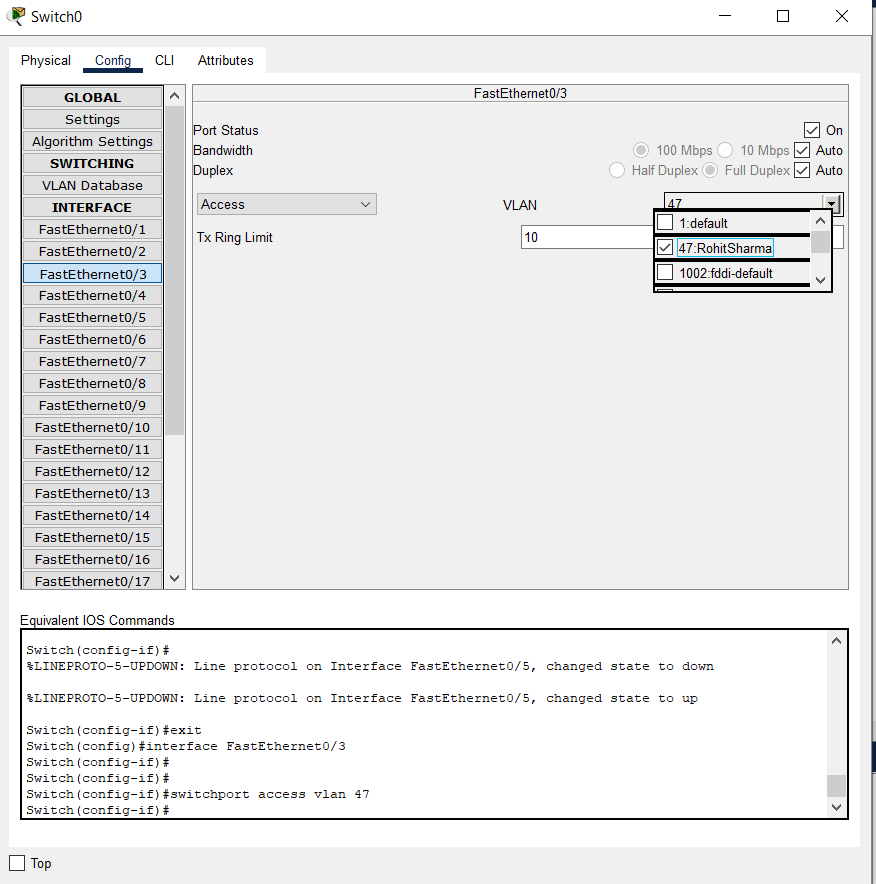 Switch0
Physical Config CLI Attributes
GLOBAL
Settings
Algorithm Settings
SWITCHING
VLAN Database
INTERFACE
FastEthernet0/1
FastEthernet0/2
FastEthernet0/3
FastEthernet0/4
FastEthernet0/5
FastEthernet0/6
FastEthernet0/7
FastEthernet0/8
FastEthernet0/9
FastEthernet0/10
FastEthernet0/11
FastEthernet0/12
FastEthernet0/13
FastEthernet0/14
FastEthernet0/15
FastEthernet0/16
FastEthernet0/17
FastEthernet0/3
Port Status On
Bandwidth 100 Mbps 10 Mbps Auto
Duplex Half Duplex Full Duplex Auto
Access VLAN 47
1:default
47:RohitSharma
1002:fddi-default
Tx Ring Limit 10
Equivalent IOS Commands
Switch(config-if)#
%LINEPROTO-5-UPDOWN: Line protocol on Interface FastEthernet0/5, changed state to down
%LINEPROTO-5-UPDOWN: Line protocol on Interface FastEthernet0/5, changed state to up
Switch(config-if)#exit
Switch(config)#interface FastEthernet0/3
Switch(config-if)#
Switch(config-if)#
Switch(config-if)#switchport access vlan 47
Switch(config-if)#
Top